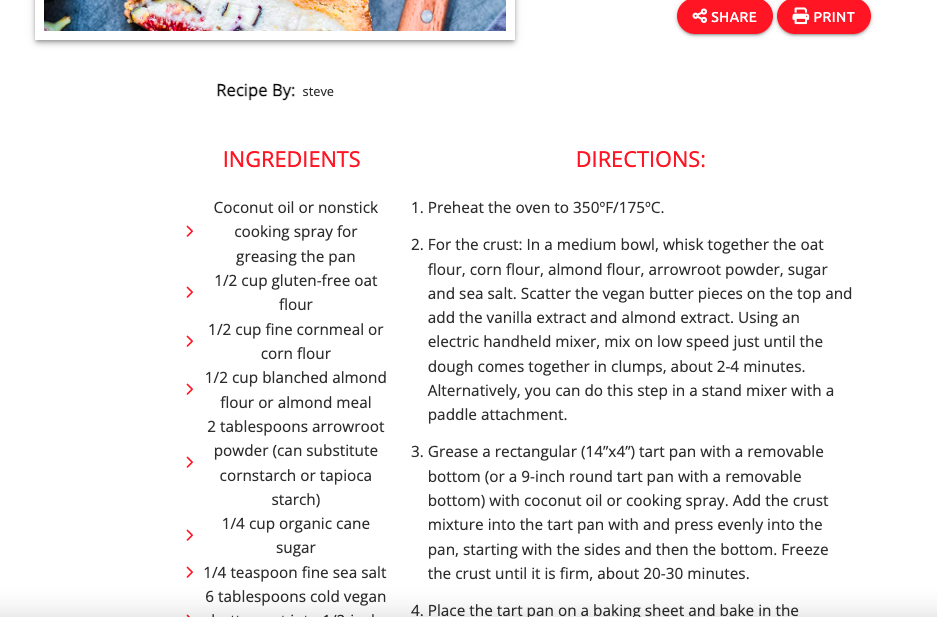 SHARE
PRINT
Recipe By: steve
INGREDIENTS
Coconut oil or nonstick
cooking spray for
greasing the pan
1/2 cup gluten-free oat
flour
1/2 cup fine cornmeal or
corn flour
1/2 cup blanched almond
flour or almond meal
2 tablespoons arrowroot
powder (can substitute
cornstarch or tapioca
starch)
1/4 cup organic cane
sugar
1/4 teaspoon fine sea salt
6 tablespoons cold vegan
DIRECTIONS:
1. Preheat the oven to 350°F/175°C.
2. For the crust: In a medium bowl, whisk together the oat
flour, corn flour, almond flour, arrowroot powder, sugar
and sea salt. Scatter the vegan butter pieces on the top and
add the vanilla extract and almond extract. Using an
electric handheld mixer, mix on low speed just until the
dough comes together in clumps, about 2-4 minutes.
Alternatively, you can do this step in a stand mixer with a
paddle attachment.
3. Grease a rectangular (14”x4”) tart pan with a removable
bottom (or a 9-inch round tart pan with a removable
bottom) with coconut oil or cooking spray. Add the crust
mixture into the tart pan with and press evenly into the
pan, starting with the sides and then the bottom. Freeze
the crust until it is firm, about 20-30 minutes.
4. Place the tart pan on a baking sheet and bake in the